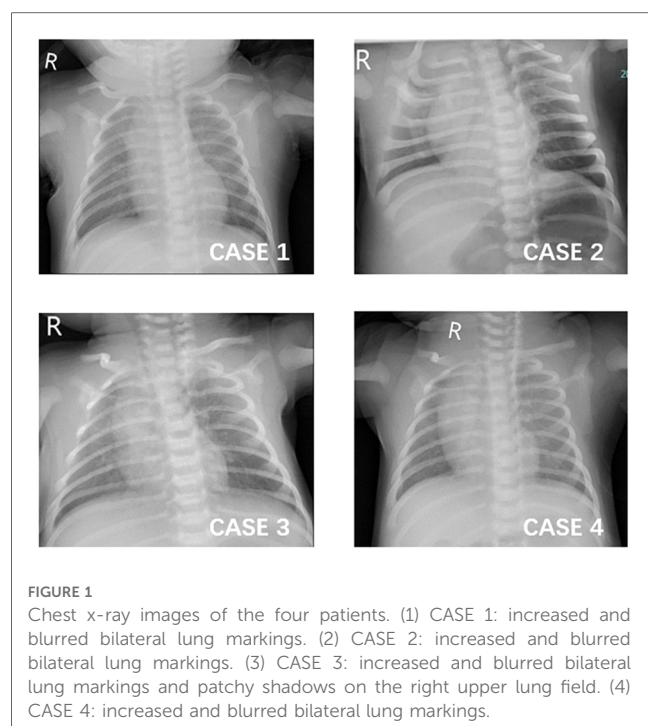 R
CASE 1
R
20
CASE 2
R
CASE 3
R
CASE 4
FIGURE 1
Chest x-ray images of the four patients. (1) CASE 1: increased and
blurred bilateral lung markings. (2) CASE 2: increased and blurred
bilateral lung markings. (3) CASE 3: increased and blurred bilateral
lung markings and patchy shadows on the right upper lung field. (4)
CASE 4: increased and blurred bilateral lung markings.